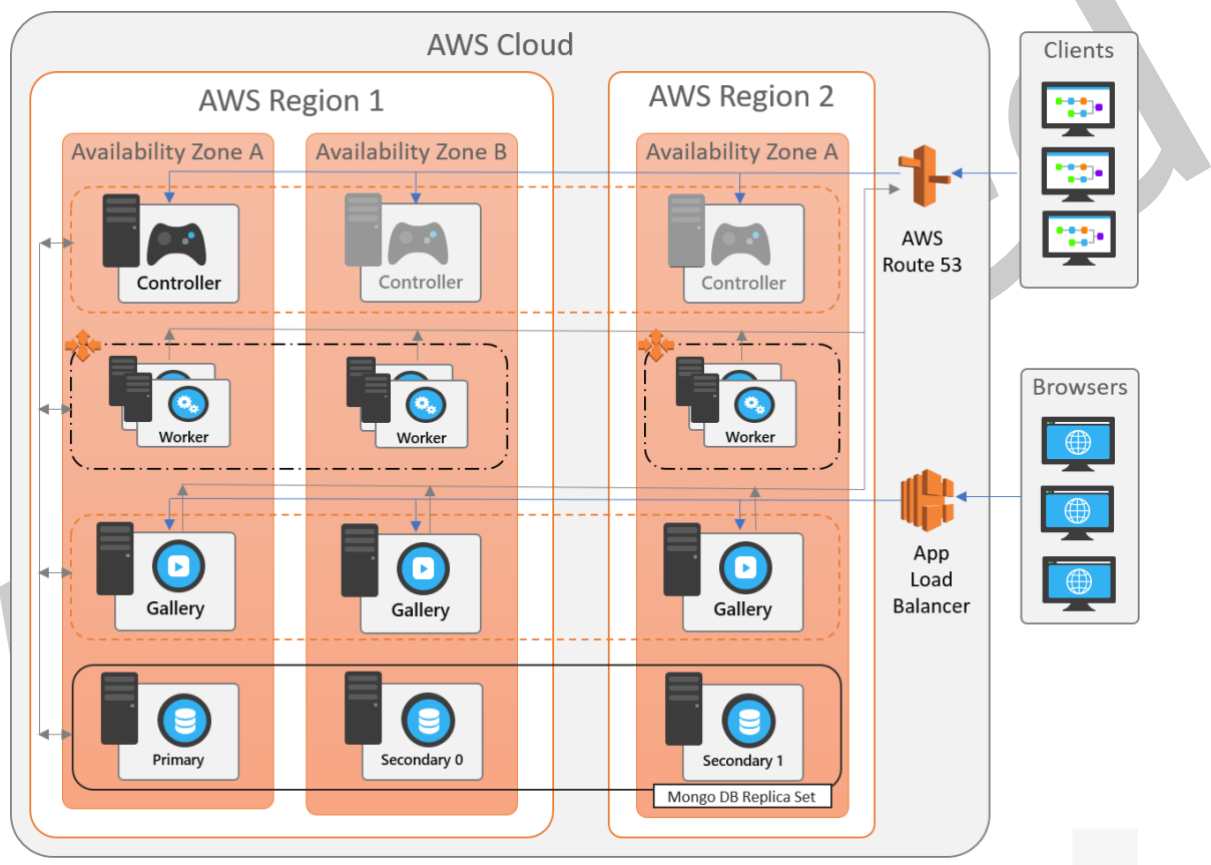 AWS Cloud
AWS Region 1
AWS Region 2
Availability Zone A
Availability Zone B
Availability Zone A
Controller
Controller
Controller
Worker
Worker
Worker
Gallery
Gallery
Gallery
Primary
Secondary 0
Secondary 1
Mongo DB Replica Set
Clients
AWS
Route 53
Browsers
App
Load
Balancer